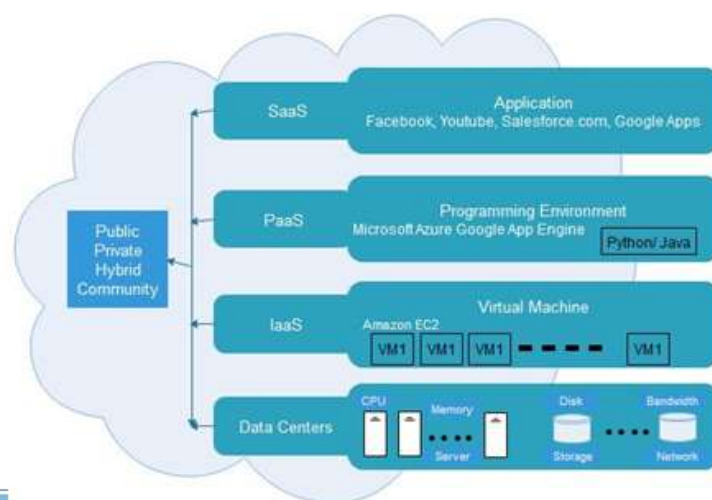 SaaS
Application
Facebook, Youtube, Salesforce.com, Google Apps
PaaS
Programming Environment
Microsoft Azure Google App Engine
Python/ Java
Public
Private
Hybrid
Community
IaaS
Virtual Machine
Amazon EC2
VM1 VM1 VM1 VM1
Data Centers
CPU
Memory
Server
Disk
Storage
Bandwidth
Network